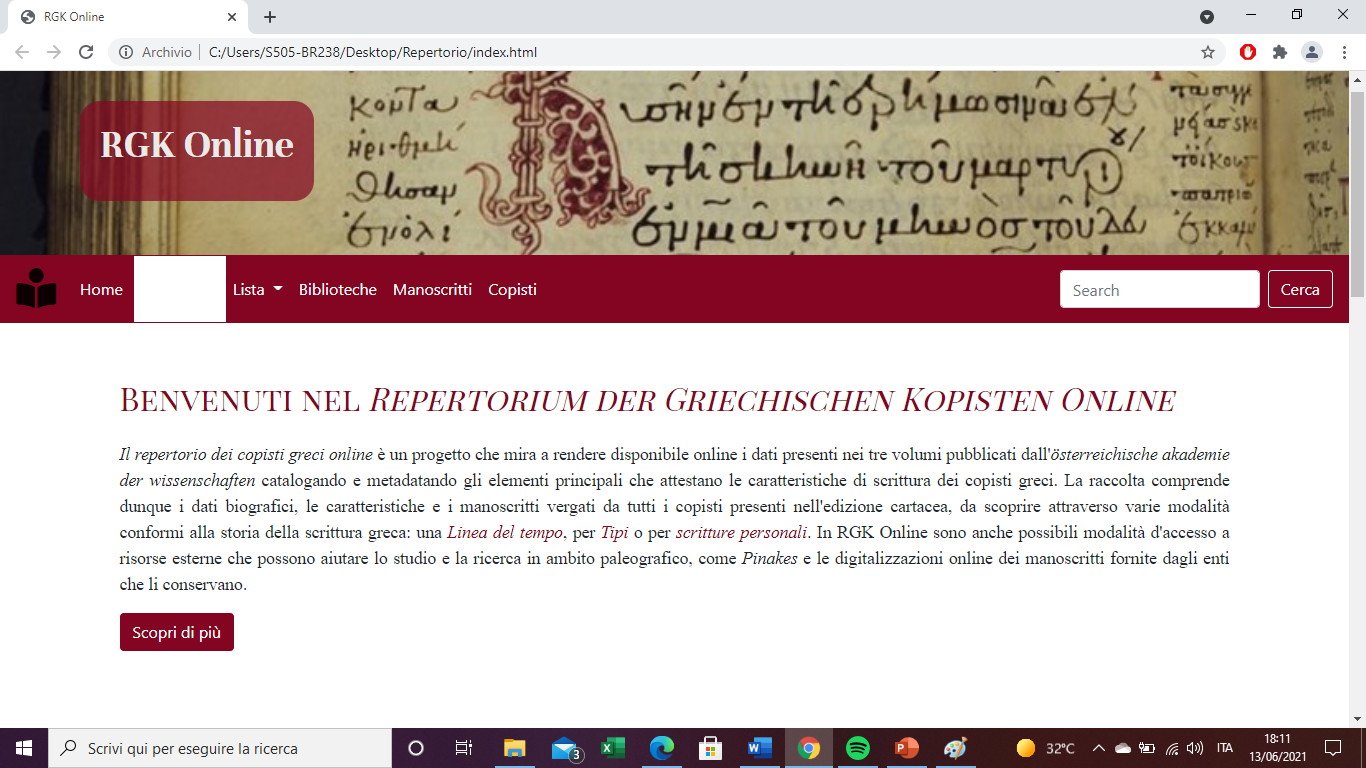 RGK Online
Archivio
C:/Users/S505-BR238/Desktop/Repertorio/index.html
RGK Online
Home
Lista
Biblioteche
Manoscritti
Copisti
Search
Cerca
Benvenuti nel Repertorium der Griechischen Kopisten Online
Il repertorio dei copisti greci online è un progetto che mira a rendere disponibile online i dati presenti nei tre volumi pubblicati dall'österreichische akademie
der wissenschaften catalogando e metadatando gli elementi principali che attestano le caratteristiche di scrittura dei copisti greci. La raccolta comprende
dunque i dati biografici, le caratteristiche e i manoscritti vergati da tutti i copisti presenti nell'edizione cartacea, da scoprire attraverso varie modalità
conformi alla storia della scrittura greca: una Linea del tempo, per Tipi o per scritture personali. In RGK Online sono anche possibili modalità d'accesso a
risorse esterne che possono aiutare lo studio e la ricerca in ambito paleografico, come Pinakes e le digitalizzazioni online dei manoscritti fornite dagli enti
che li conservano.
Scopri di più
Scrivi qui per eseguire la ricerca
3
32°C
ITA
18:11
13/06/2021